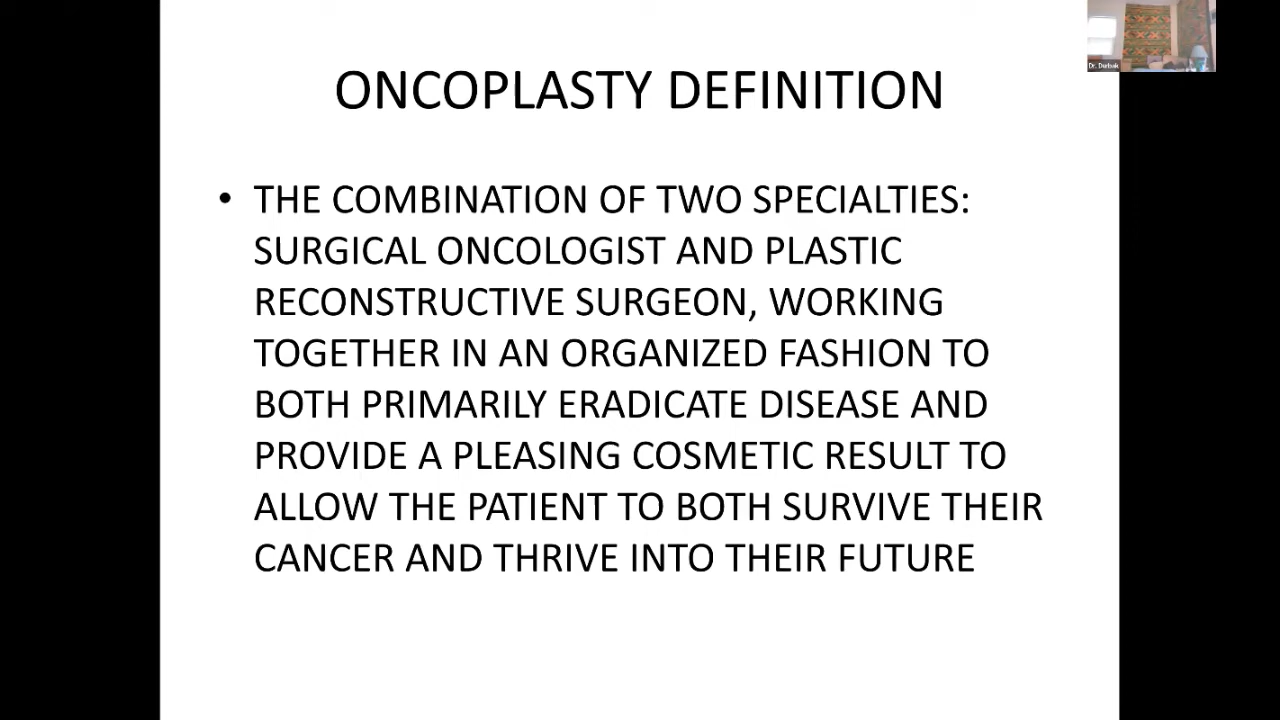 ONCOPLASTY DEFINITION
• THE COMBINATION OF TWO SPECIALTIES:
SURGICAL ONCOLOGIST AND PLASTIC
RECONSTRUCTIVE SURGEON, WORKING
TOGETHER IN AN ORGANIZED FASHION TO
BOTH PRIMARILY ERADICATE DISEASE AND
PROVIDE A PLEASING COSMETIC RESULT TO
ALLOW THE PATIENT TO BOTH SURVIVE THEIR
CANCER AND THRIVE INTO THEIR FUTURE
Dr.